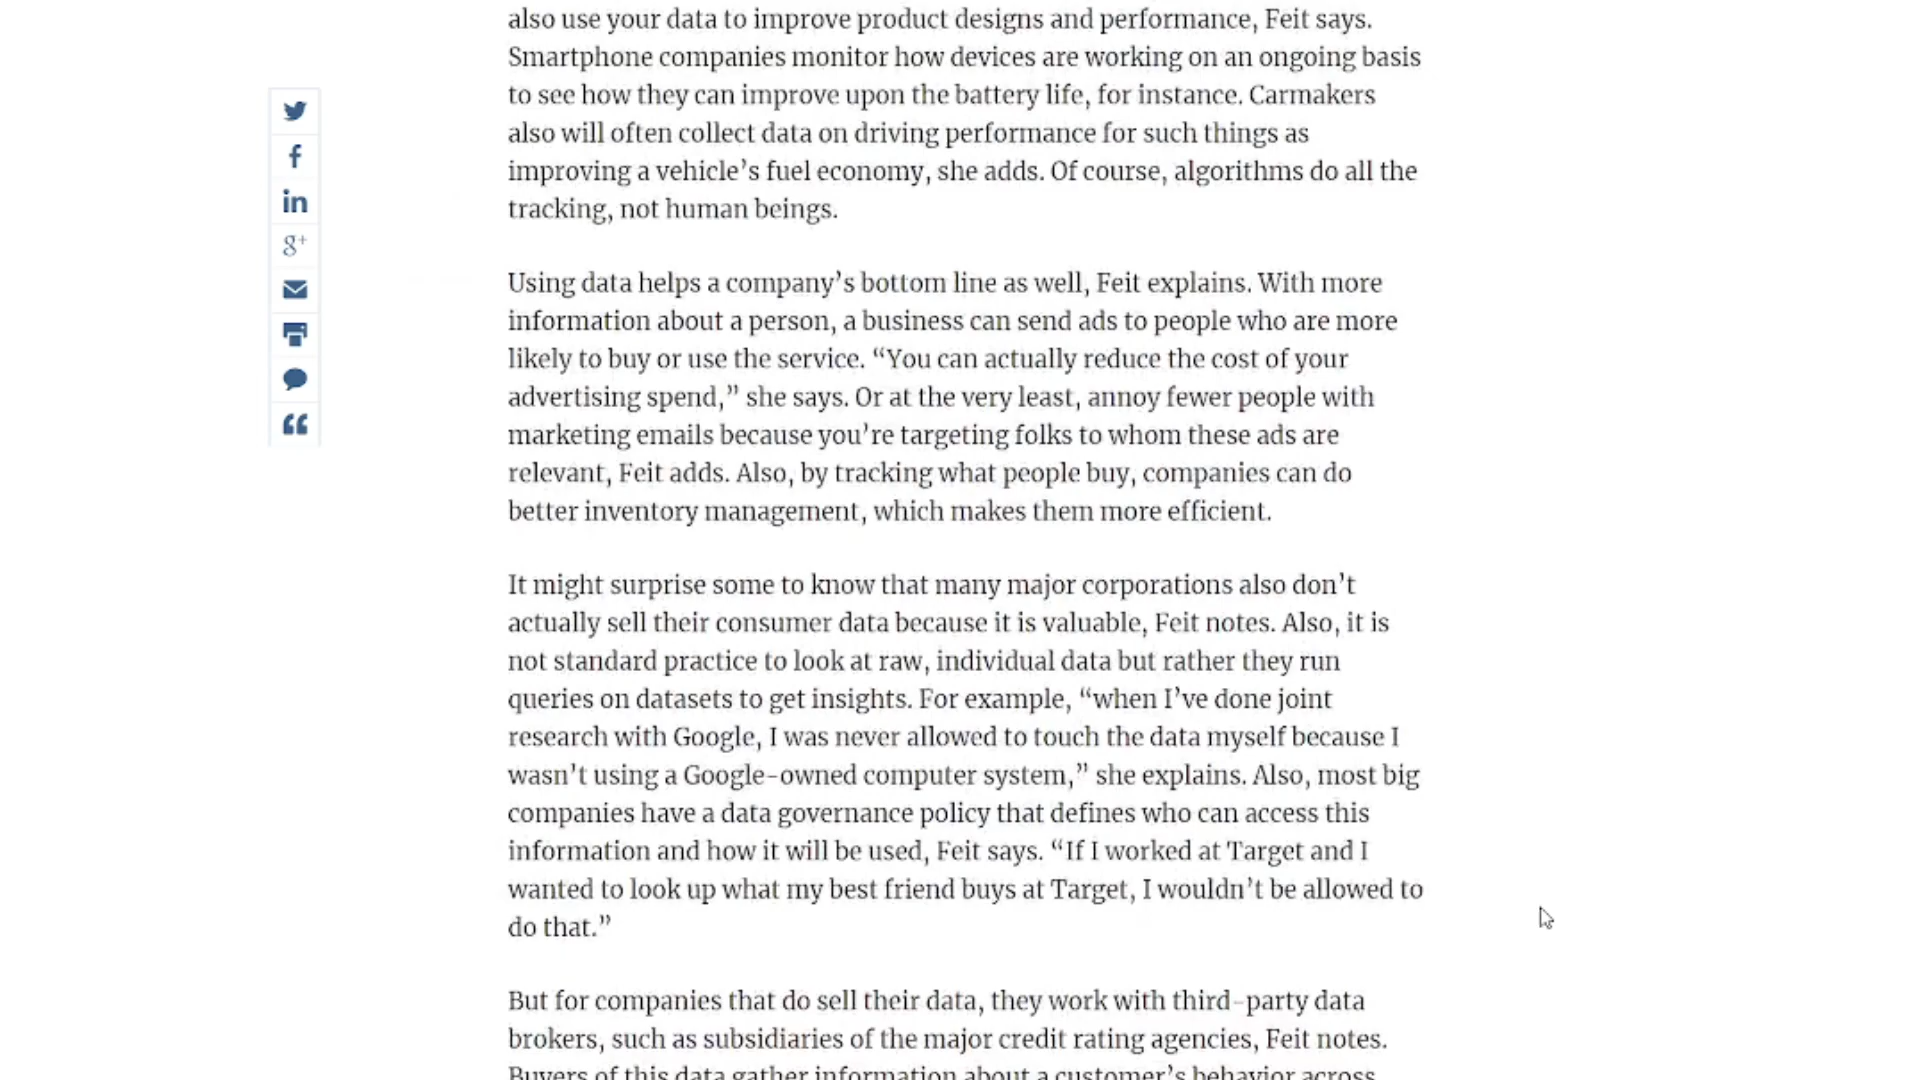 also use your data to improve product designs and performance, Feit says.
Smartphone companies monitor how devices are working on an ongoing basis
to see how they can improve upon the battery life, for instance. Carmakers
also will often collect data on driving performance for such things as
improving a vehicle’s fuel economy, she adds. Of course, algorithms do all the
tracking, not human beings.
Using data helps a company’s bottom line as well, Feit explains. With more
information about a person, a business can send ads to people who are more
likely to buy or use the service. “You can actually reduce the cost of your
advertising spend,” she says. Or at the very least, annoy fewer people with
marketing emails because you’re targeting folks to whom these ads are
relevant, Feit adds. Also, by tracking what people buy, companies can do
better inventory management, which makes them more efficient.
It might surprise some to know that many major corporations also don’t
actually sell their consumer data because it is valuable, Feit notes. Also, it is
not standard practice to look at raw, individual data but rather they run
queries on datasets to get insights. For example, “when I’ve done joint
research with Google, I was never allowed to touch the data myself because I
wasn’t using a Google-owned computer system,” she explains. Also, most big
companies have a data governance policy that defines who can access this
information and how it will be used, Feit says. “If I worked at Target and I
wanted to look up what my best friend buys at Target, I wouldn’t be allowed to
do that.”
But for companies that do sell their data, they work with third-party data
brokers, such as subsidiaries of the major credit rating agencies, Feit notes.
Buyers of this data gather information about a customer’s behavior across